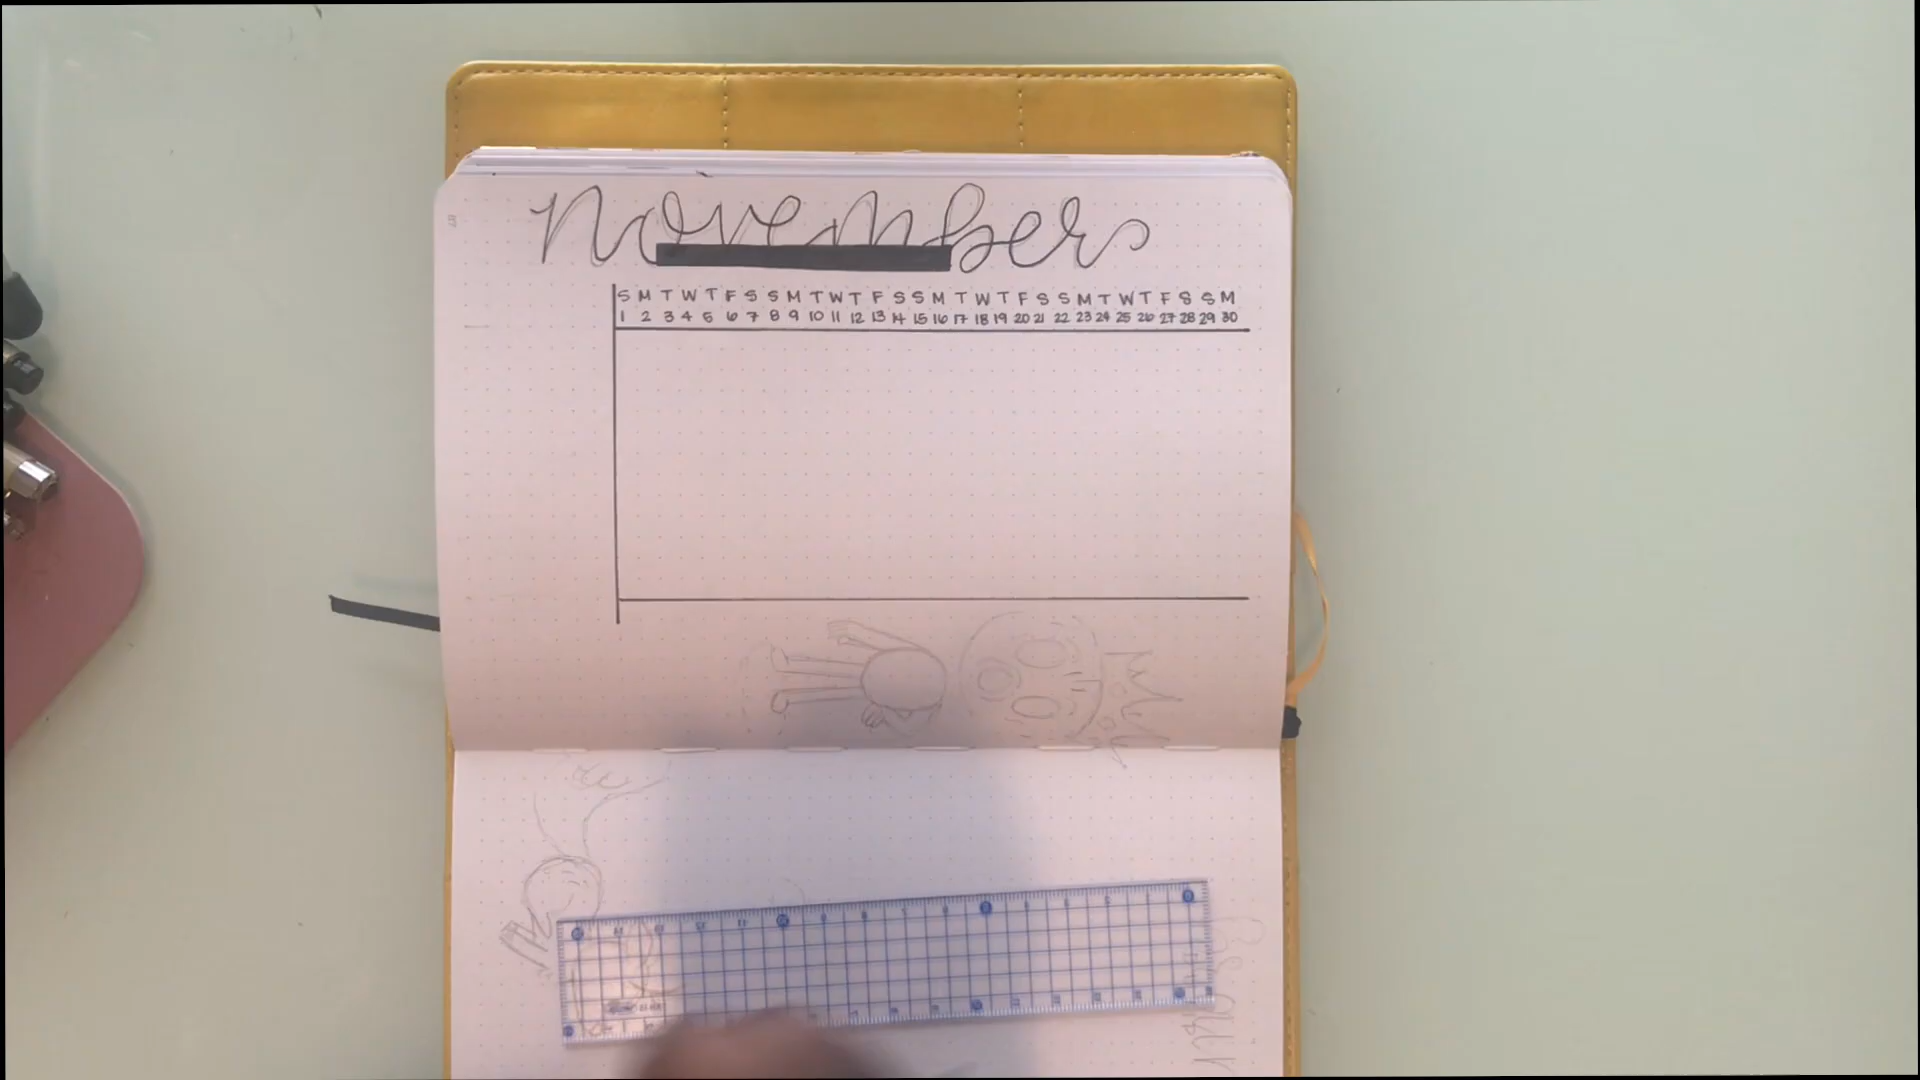 november
S M T W T F S S M T W T F S S M T W T F S S M T W T F S S M
1 2 3 4 5 6 7 8 9 10 11 12 13 14 15 16 17 18 19 20 21 22 23 24 25 26 27 28 29 30